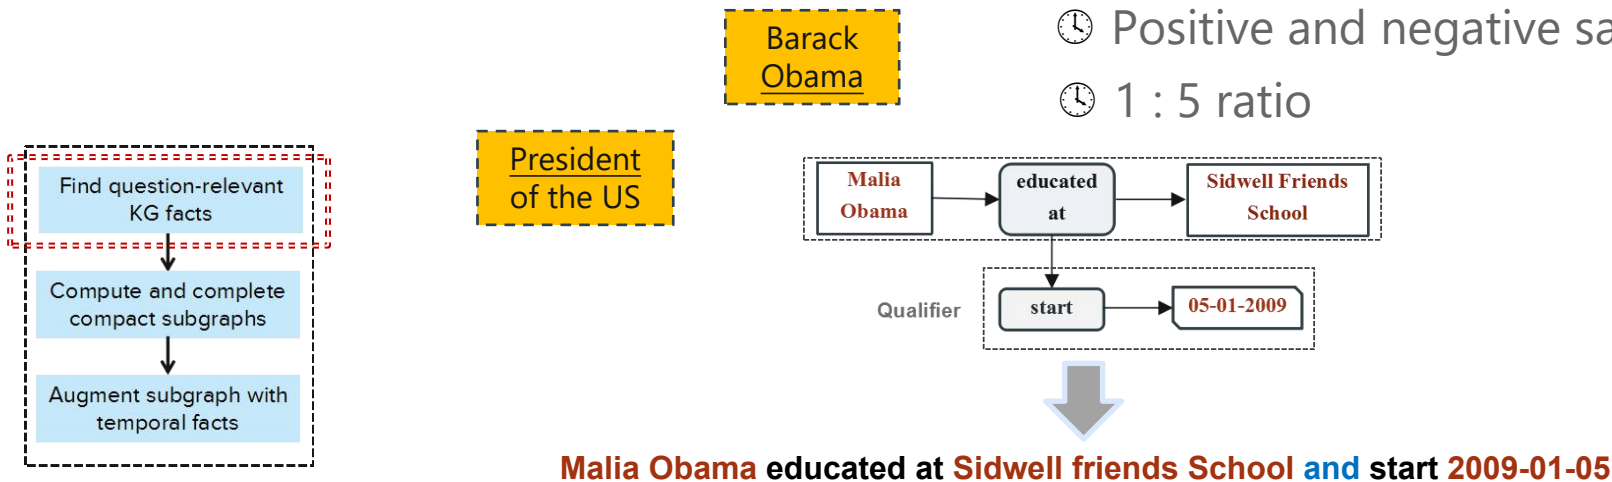 Find question-relevant
KG facts
Compute and complete
compact subgraphs
Augment subgraph with
temporal facts
Barack
Obama
President
of the US
Positive and negative
1 : 5 ratio
Malia
Obama
educated
at
Sidwell Friends
School
Qualifier
start
05-01-2009
Malia Obama educated at Sidwell friends School and start 2009-01-05